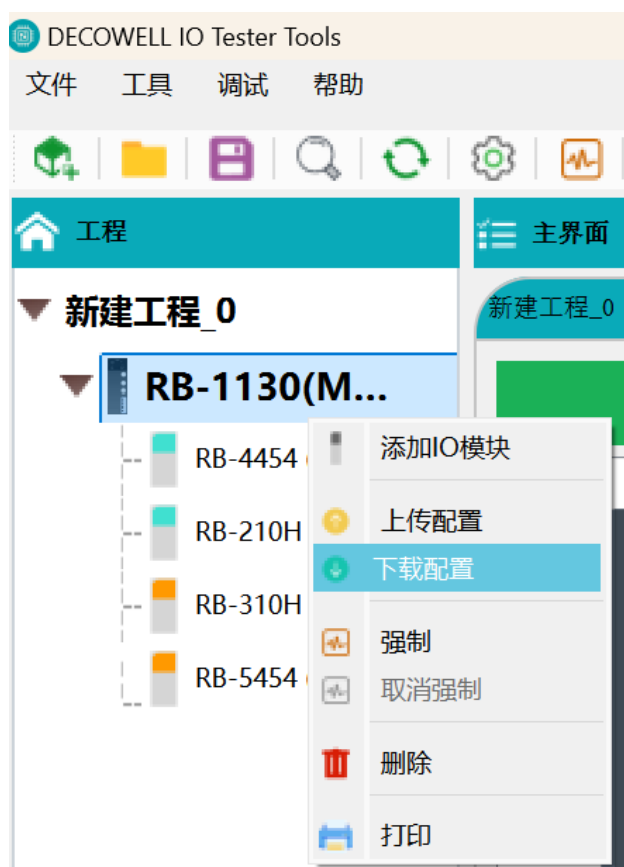 DECOWELL IO Tester Tools
文件 工具 调试 帮助
工程
主界面
新建工程_0
新建工程_0
RB-1130(M...
RB-4454
添加IO模块
上传配置
RB-210H
下载配置
RB-310H
强制
RB-5454
取消强制
删除
打印